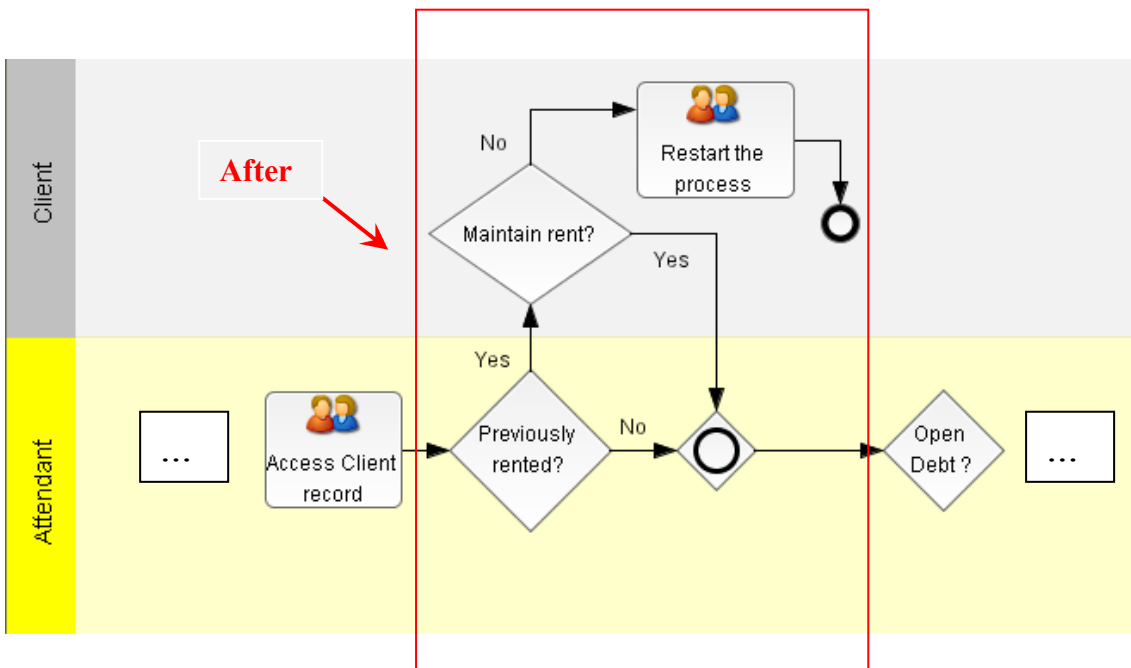 Client
After
No
Restart the
process
Maintain rent?
Yes
Attendant
...
Access Client
record
Yes
Previously
rented?
No
Open
Debt ?
...